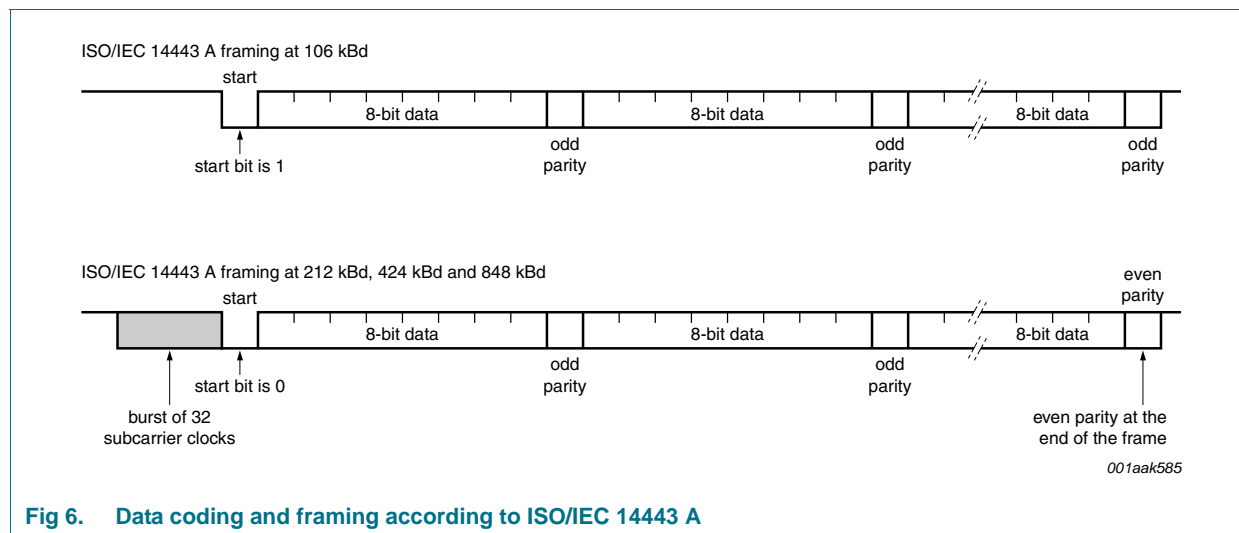 ISO/IEC 14443 A framing at 106 kBd
start
8-bit data
8-bit data
8-bit data
start bit is 1
odd
parity
odd
parity
odd
parity
ISO/IEC 14443 A framing at 212 kBd, 424 kBd and 848 kBd
start
even
parity
8-bit data
8-bit data
8-bit data
start bit is 0
odd
parity
odd
parity
burst of 32
subcarrier clocks
even parity at the
end of the frame
001aak585
Fig 6. Data coding and framing according to ISO/IEC 14443 A